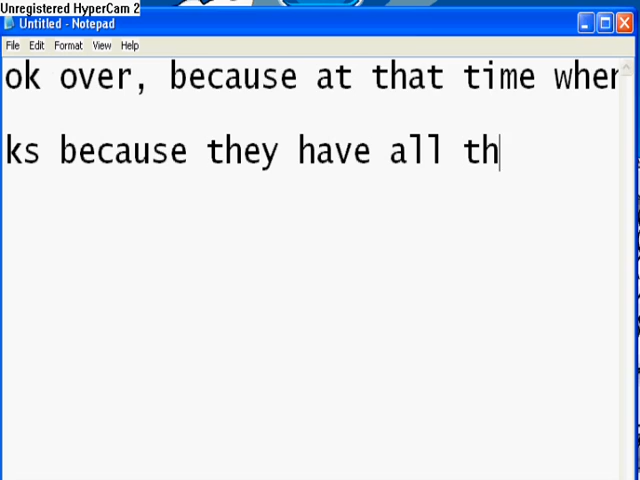 Unregistered HyperCam 2
Untitled - Notepad
File Edit Format View Help
ok over, because at that time when
ks because they have all th